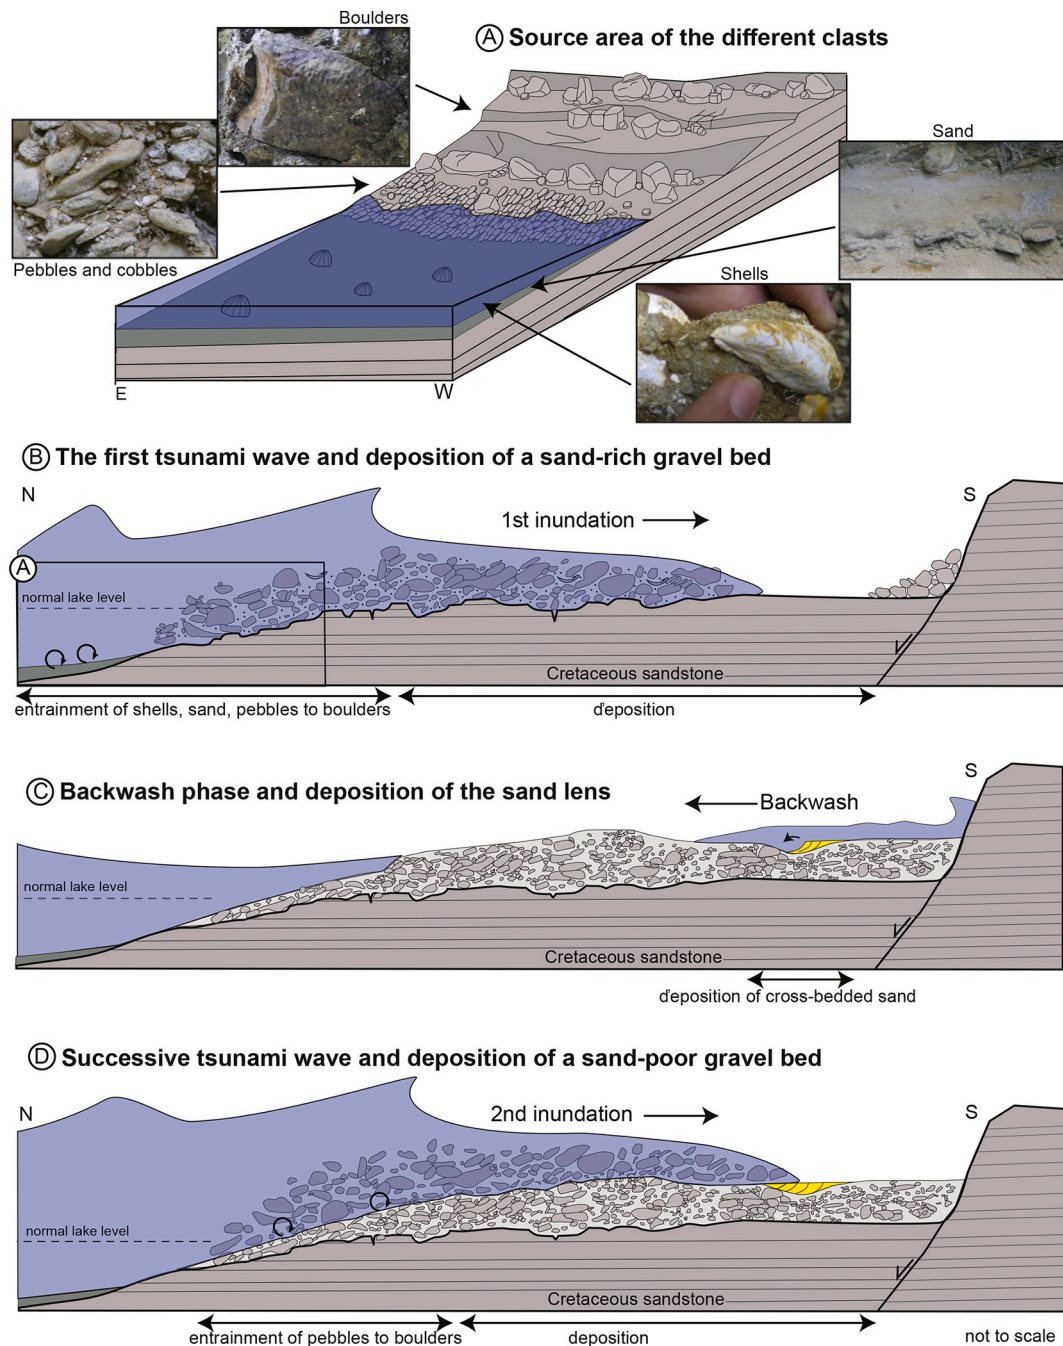 Boulders
Ⓐ Source area of the different clasts
Sand
Pebbles and cobbles
Shells
E
W
Ⓑ The first tsunami wave and deposition of a sand-rich gravel bed
N
S
1st inundation
A
normal lake level
Cretaceous sandstone
entrainment of shells, sand, pebbles to boulders
deposition
S
Ⓒ Backwash phase and deposition of the sand lens
Backwash
normal lake level
Cretaceous sandstone
deposition of cross-bedded sand
Ⓓ Successive tsunami wave and deposition of a sand-poor gravel bed
N
S
2nd inundation
normal lake level
Cretaceous sandstone
entrainment of pebbles to boulders
deposition
not to scale